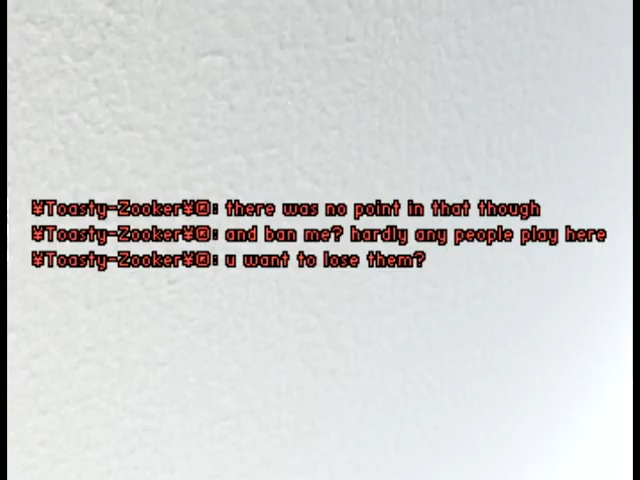 ¥Toasty-Zooker¥@: there was no point in that though
¥Toasty-Zooker¥@: and ban me? hardly any people play here
¥Toasty-Zooker¥@: u want to lose them?